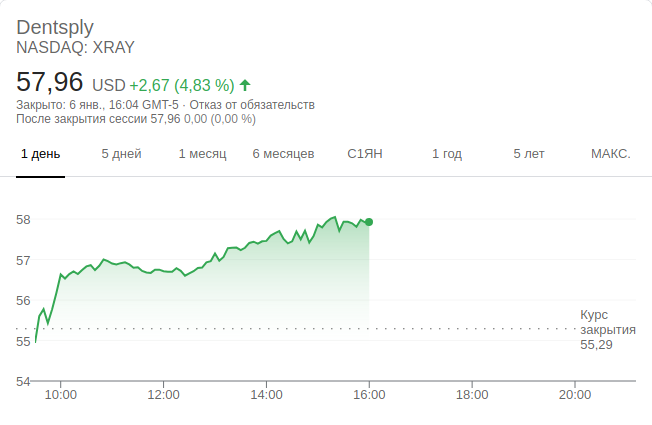 Dentsply
NASDAQ: XRAY
57,96 USD +2,67 (4,83 %)
Закрыто: 6 янв., 16:04 GMT-5 · Отказ от обязательств
После закрытия сессии 57,96 0,00 (0,00 %)
1 день 5 дней 1 месяц 6 месяцев С1ЯН 1 год 5 лет МАКС.
58
57
56
Курс
закрытия
55,29
55
54
10:00 12:00 14:00 16:00 18:00 20:00